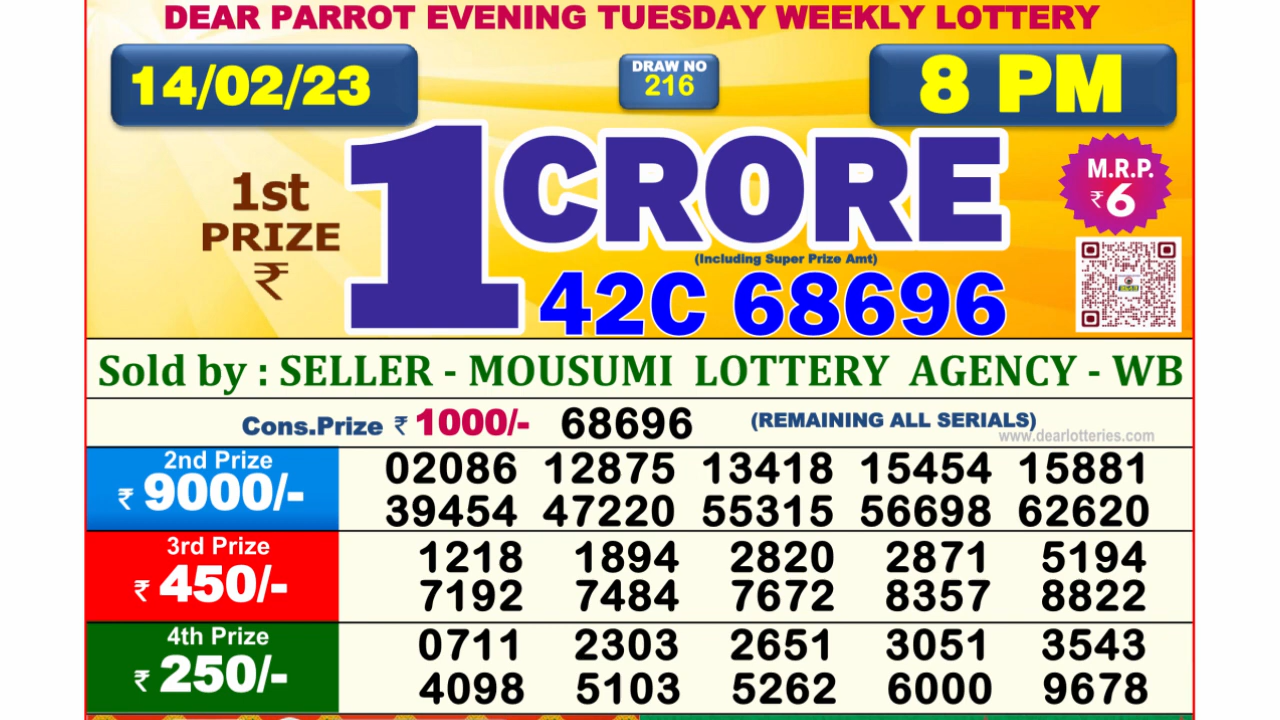 DEAR PARROT EVENING TUESDAY WEEKLY LOTTERY
14/02/23
DRAW NO
216
8 PM
1st
PRIZE
₹
1 CRORE
(Including Super Prize Amt)
42C 68696
M.R.P.
₹6
Sold by : SELLER - MOUSUMI LOTTERY AGENCY - WB
Cons.Prize ₹ 1000/- 68696 (REMAINING ALL SERIALS)
www.dearlotteries.com
2nd Prize
₹ 9000/-
02086 12875 13418 15454 15881
39454 47220 55315 56698 62620
3rd Prize
₹ 450/-
1218 1894 2820 2871 5194
7192 7484 7672 8357 8822
4th Prize
₹ 250/-
0711 2303 2651 3051 3543
4098 5103 5262 6000 9678